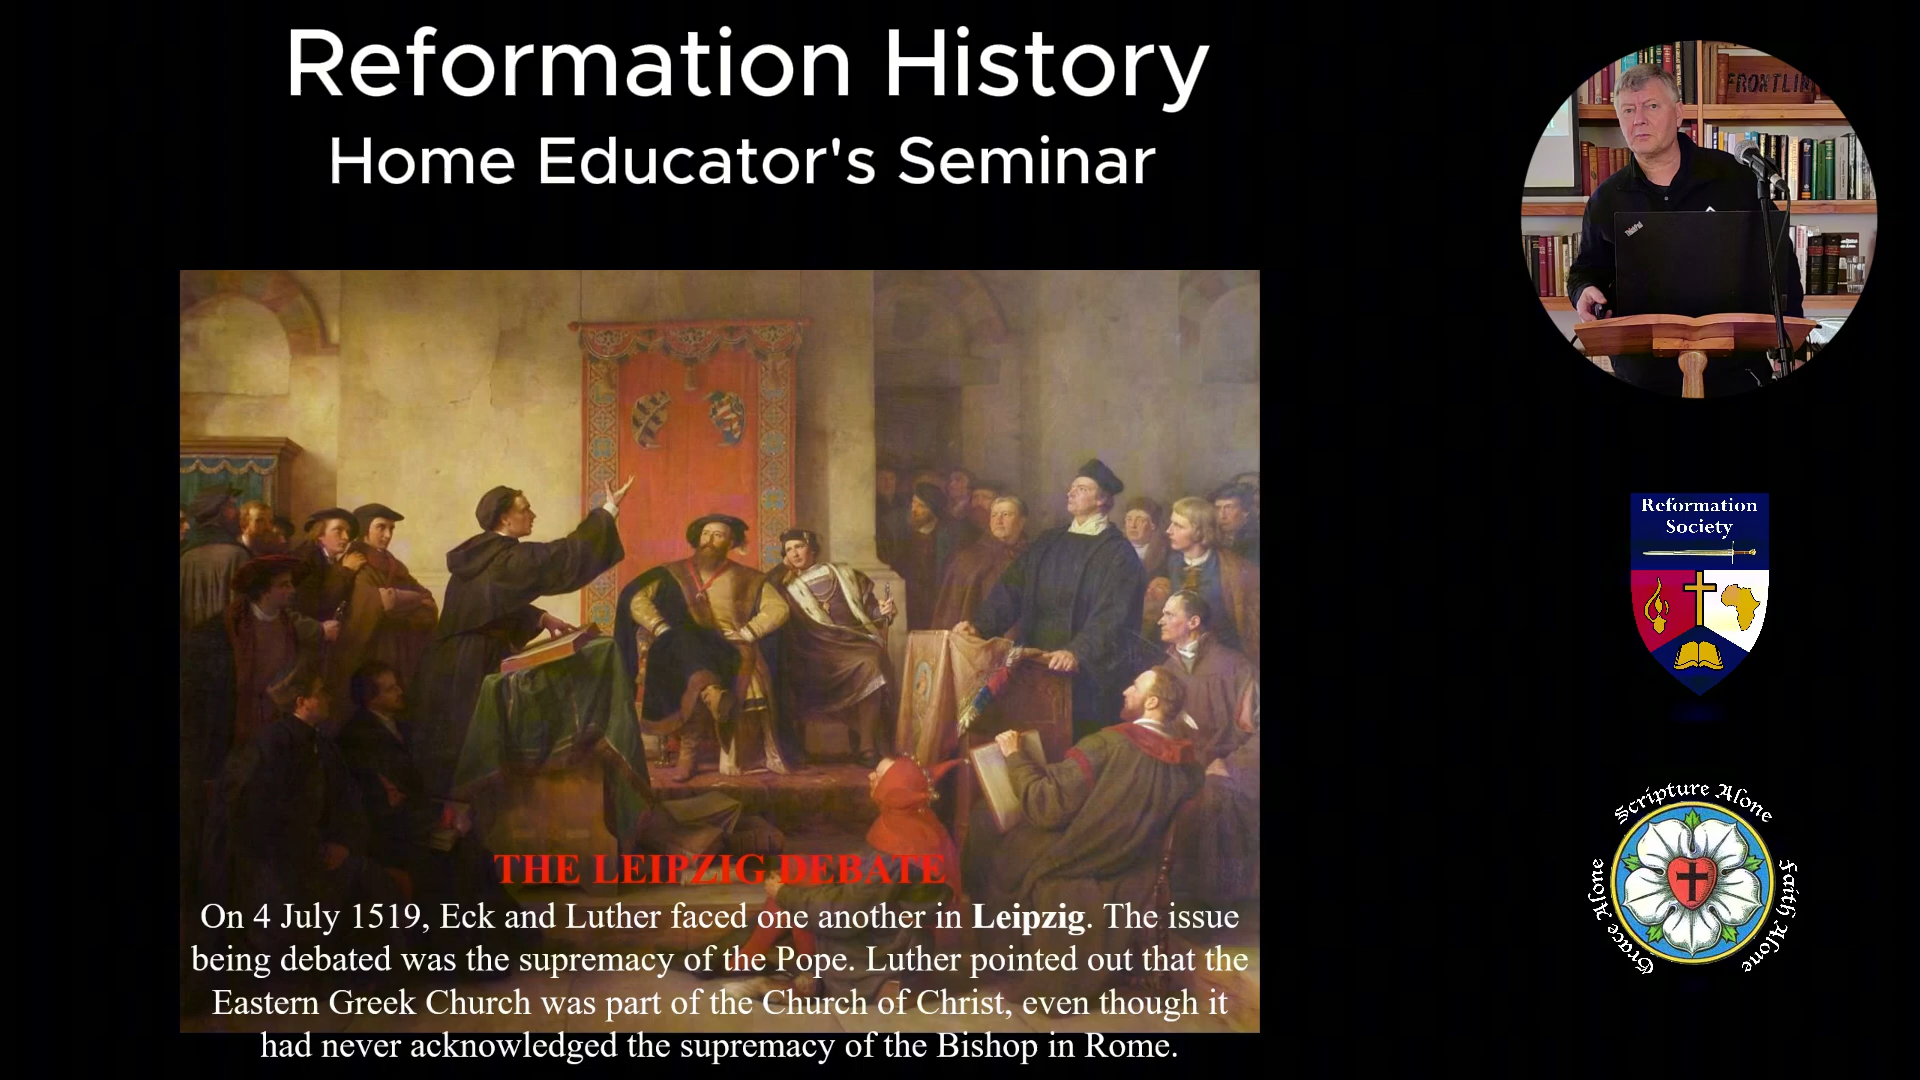 Reformation History
Home Educator's Seminar
FRONTLIN
ThinkPad
Reformation
Society
THE LEIPZIG DEBATE
On 4 July 1519, Eck and Luther faced one another in Leipzig. The issue
being debated was the supremacy of the Pope. Luther pointed out that the
Eastern Greek Church was part of the Church of Christ, even though it
had never acknowledged the supremacy of the Bishop in Rome.
Scripture Alone
Grace Alone
Faith Alone